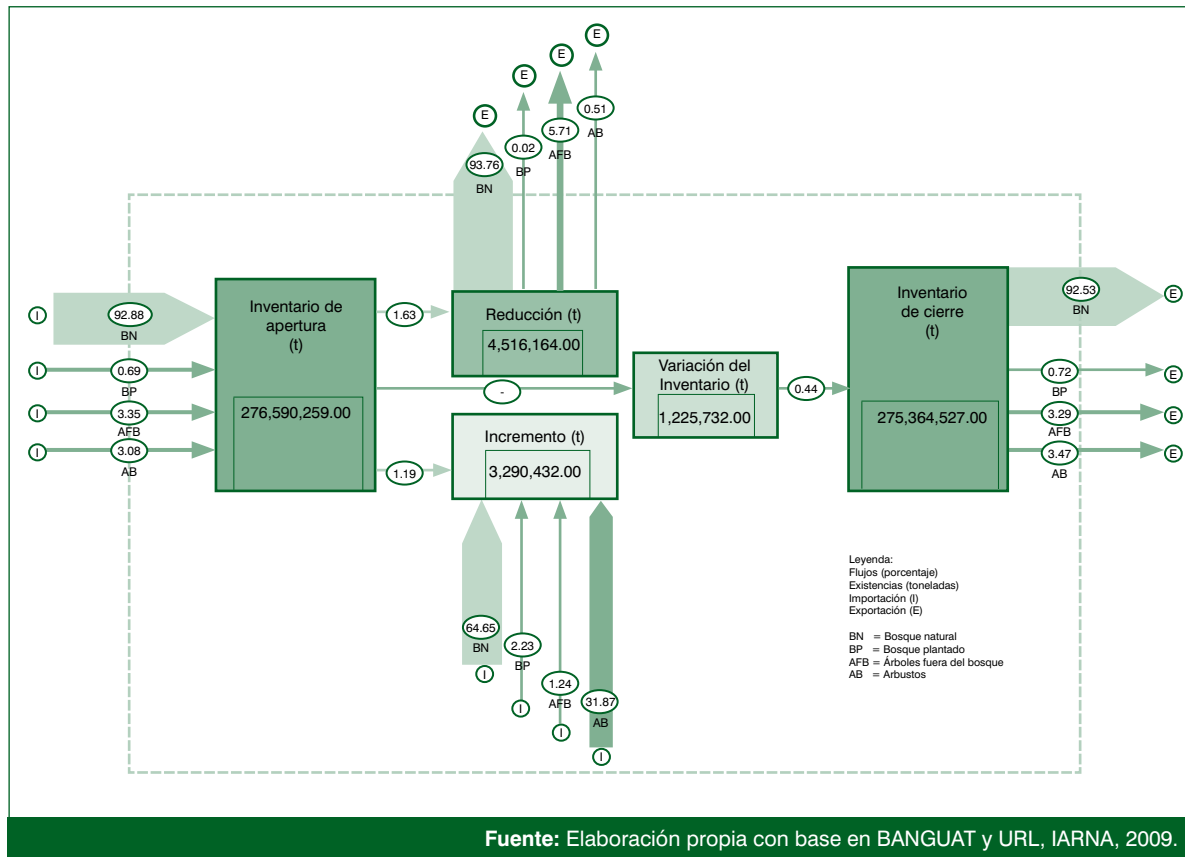 E
E
E
E
0.51
AB
5.71
AFB
0.02
BP
93.76
BN
I
92.88
BN
I
0.69
BP
I
3.35
AFB
I
3.08
AB
Inventario de
apertura
(t)
276,590,259.00
1.63
Reducción (t)
4,516,164.00
-
1.19
Incremento (t)
3,290,432.00
Variación del
Inventario (t)
1,225,732.00
0.44
Inventario
de cierre
(t)
275,364,527.00
92.53
BN
E
0.72
BP
E
3.29
AFB
E
3.47
AB
E
64.65
BN
I
2.23
BP
I
1.24
AFB
I
31.87
AB
I
Leyenda:
Flujos (porcentaje)
Existencias (toneladas)
Importación (I)
Exportación (E)
BN = Bosque natural
BP = Bosque plantado
AFB = Árboles fuera del bosque
AB = Arbustos
Fuente: Elaboración propia con base en BANGUAT y URL, IARNA, 2009.